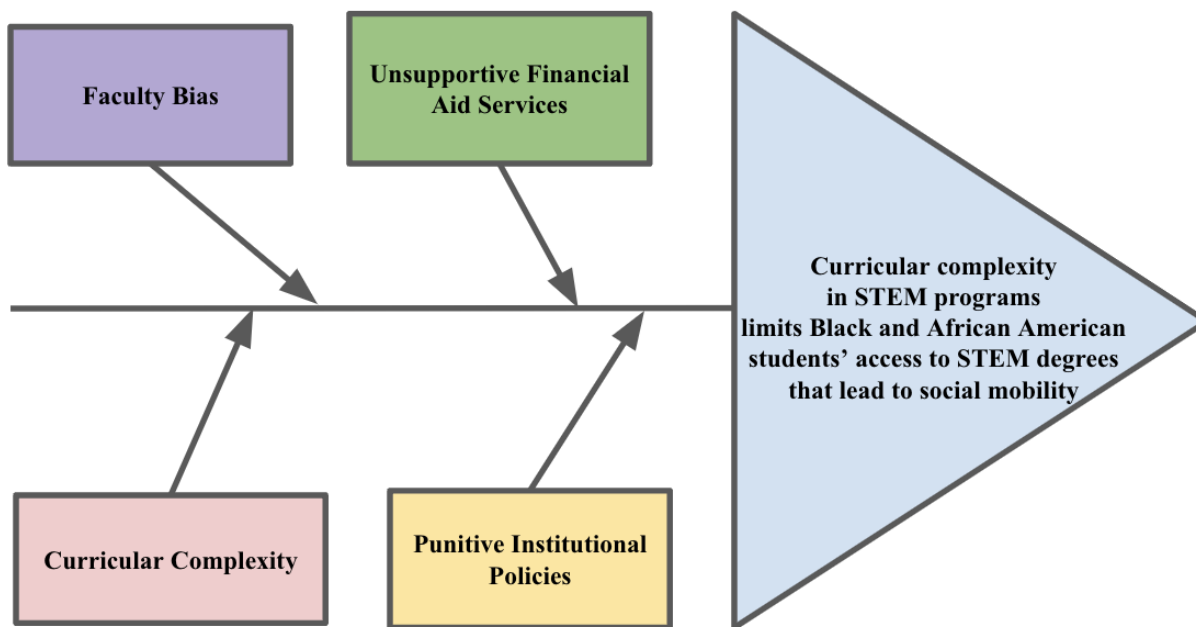 Faculty Bias
Unsupportive Financial
Aid Services
Curricular complexity
in STEM programs
limits Black and African American
students’ access to STEM degrees
that lead to social mobility
Curricular Complexity
Punitive Institutional
Policies